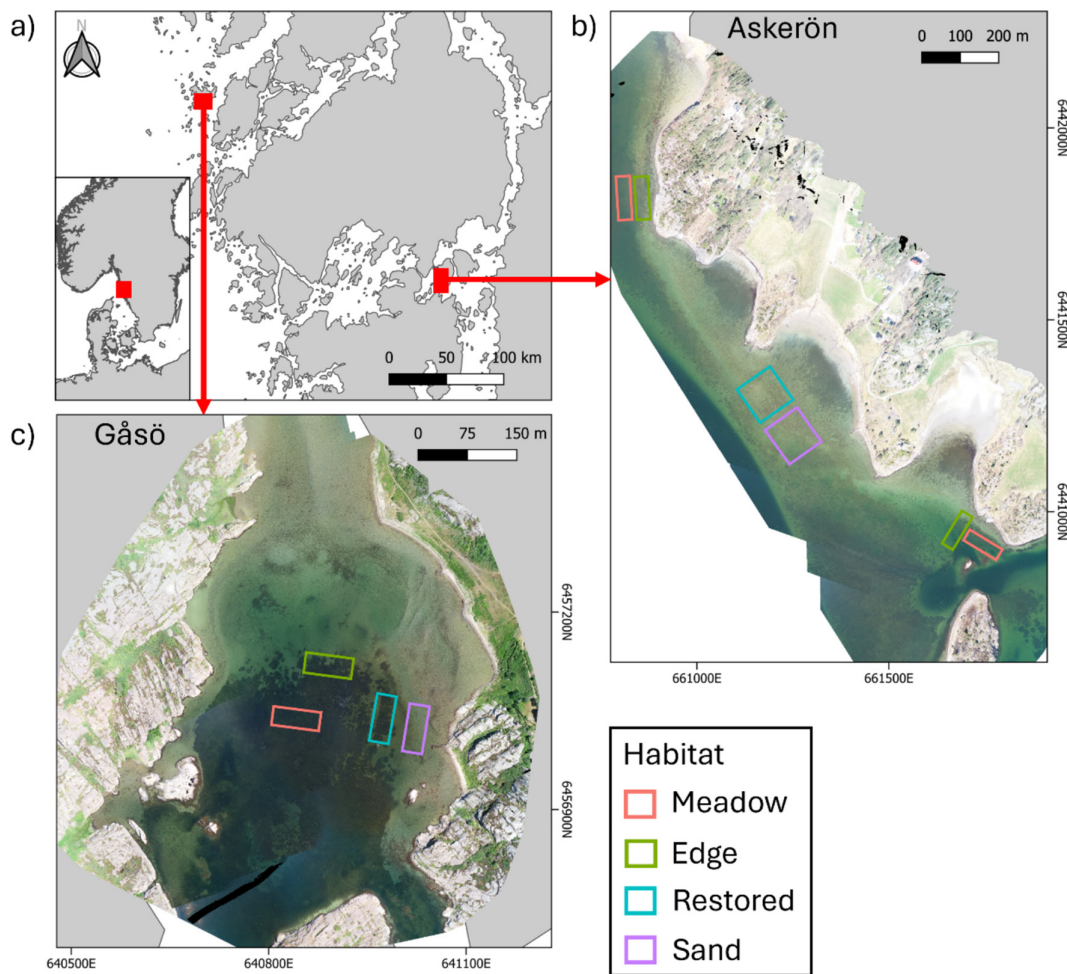 a)
N
0 50 100 km
b)
Askerön
0 100 200 m
6442000N
6441500N
6441000N
661000E 661500E
c)
Gåsö
0 75 150 m
6457200N
6456900N
640500E 640800E 641100E
Habitat
Meadow
Edge
Restored
Sand